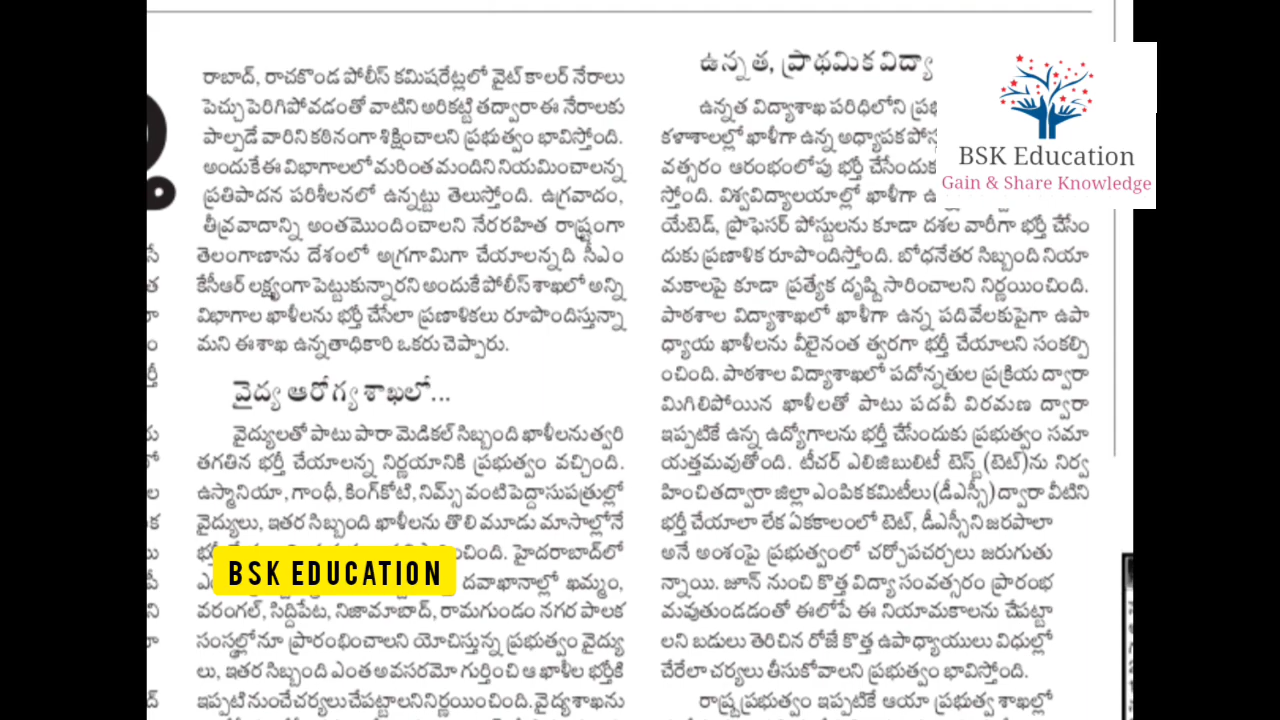 రాబాద్, రాచకొండ పోలీస్ కమిషరేట్లలో వైట్ కాలర్ నేరాలు
పెచ్చు పెరిగిపోవడంతో వాటిని అరికట్టి తద్వారా ఈ నేరాలకు
పాల్పడే వారిని కఠినంగా శిక్షించాలని ప్రభుత్వం భావిస్తోంది.
అందుకే ఈ విభాగాలలో మరింత మందిని నియమించాలన్న
ప్రతిపాదన పరిశీలనలో ఉన్నట్టు తెలుస్తోంది. ఉగ్రవాదం,
తీవ్రవాదాన్ని అంతమొందించాలని నేరరహిత రాష్ట్రంగా
తెలంగాణాను దేశంలో అగ్రగామిగా చేయాలన్నది సీఎం
కేసీఆర్ లక్ష్యంగా పెట్టుకున్నారని అందుకే పోలీస్ శాఖలో అన్ని
విభాగాల ఖాళీలను భర్తీ చేసేలా ప్రణాళికలు రూపొందిస్తున్నా
మని ఈ శాఖ ఉన్నతాధికారి ఒకరు చెప్పారు.
వైద్య ఆరోగ్య శాఖలో...
వైద్యులతో పాటు పారా మెడికల్ సిబ్బంది ఖాళీలను త్వరి
తగతిన భర్తీ చేయాలన్న నిర్ణయానికి ప్రభుత్వం వచ్చింది.
ఉస్మానియా, గాంధీ, కింగ్‌కోటి, నిమ్స్ వంటి పెద్దాసుపత్రుల్లో
వైద్యులు, ఇతర సిబ్బంది ఖాళీలను తొలి మూడు మాసాల్లోనే
హైదరాబాద్‌లో
దవాఖానాల్లో ఖమ్మం,
వరంగల్, సిద్దిపేట, నిజామాబాద్, రామగుండం నగర పాలక
సంస్థల్లోనూ ప్రారంభించాలని యోచిస్తున్న ప్రభుత్వం వైద్యు
లు, ఇతర సిబ్బంది ఎంత అవసరమో గుర్తించి ఆ ఖాళీల భర్తీకి
ఇప్పటి నుంచే చర్యలు చేపట్టాలని నిర్ణయించింది. వైద్యశాఖను
ఉన్నత, ప్రాథమిక విద్యా
ఉన్నత విద్యాశాఖ పరిధిలోని
కళాశాలల్లో ఖాళీగా ఉన్న అధ్యాపక
వత్సరం ఆరంభంలోపు భర్తీ చేసేందుకు
స్తోంది. విశ్వవిద్యాలయాల్లో ఖాళీగా
యేటెడ్, ప్రొఫెసర్ పోస్టులను కూడా దశల వారీగా భర్తీ చేసేం
దుకు ప్రణాళిక రూపొందిస్తోంది. బోధనేతర సిబ్బంది నియా
మకాలపై కూడా ప్రత్యేక దృష్టి సారించాలని నిర్ణయించింది.
పాఠశాల విద్యాశాఖలో ఖాళీగా ఉన్న పదివేలకుపైగా ఉపా
ధ్యాయ ఖాళీలను వీలైనంత త్వరగా భర్తీ చేయాలని సంకల్పి
ంచింది. పాఠశాల విద్యాశాఖలో పదోన్నతుల ప్రక్రియ ద్వారా
మిగిలిపోయిన ఖాళీలతో పాటు పదవీ విరమణ ద్వారా
ఇప్పటికే ఉన్న ఉద్యోగాలను భర్తీ చేసేందుకు ప్రభుత్వం సమా
యత్తమవుతోంది. టీచర్ ఎలిజిబులిటీ టెస్ట్ (టెట్)ను నిర్వ
హించి తద్వారా జిల్లా ఎంపిక కమిటీలు (డీఎస్సీ) ద్వారా వీటిని
భర్తీ చేయాలా లేక ఏకకాలంలో టెట్, డీఎస్సీని జరపాలా
అనే అంశంపై ప్రభుత్వంలో చర్చోపచర్చలు జరుగుతు
న్నాయి. జూన్ నుంచి కొత్త విద్యా సంవత్సరం ప్రారంభ
మవుతుండడంతో ఈలోపే ఈ నియామకాలను చేపట్టా
లని బడులు తెరిచిన రోజే కొత్త ఉపాధ్యాయులు విధుల్లో
చేరేలా చర్యలు తీసుకోవాలని ప్రభుత్వం భావిస్తోంది.
రాష్ట్ర ప్రభుత్వం ఇప్పటికే ఆయా ప్రభుత్వ శాఖల్లో
BSK Education
Gain & Share Knowledge
BSK EDUCATION